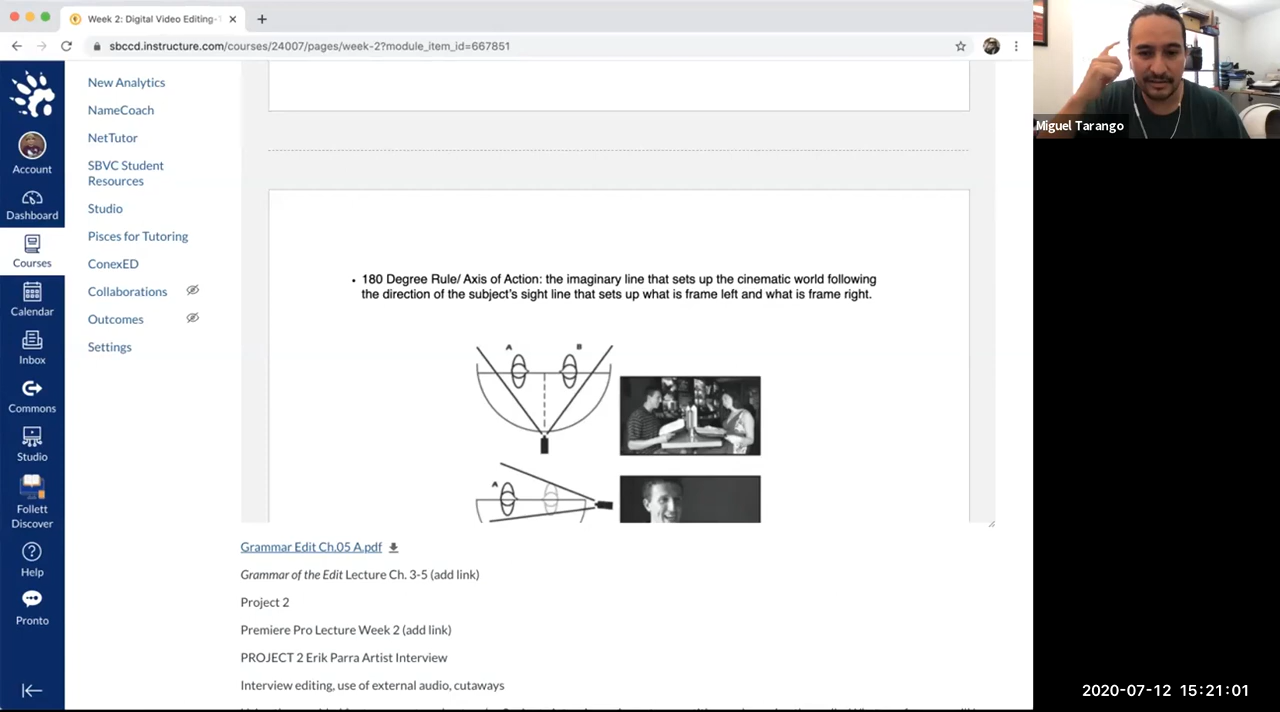 Week 2: Digital Video Editing-
sbccd.instructure.com/courses/24007/pages/week-2?module_item_id=667851
Account
Dashboard
Courses
Calendar
Inbox
Commons
Studio
Follett
Discover
Help
Pronto
New Analytics
NameCoach
NetTutor
SBVC Student
Resources
Studio
Pisces for Tutoring
ConexED
Collaborations
Outcomes
Settings
• 180 Degree Rule/ Axis of Action: the imaginary line that sets up the cinematic world following
the direction of the subject's sight line that sets up what is frame left and what is frame right.
A B
A
Grammar Edit Ch.05 A.pdf
Grammar of the Edit Lecture Ch. 3-5 (add link)
Project 2
Premiere Pro Lecture Week 2 (add link)
PROJECT 2 Erik Parra Artist Interview
Interview editing, use of external audio, cutaways
Miguel Tarango
2020-07-12 15:21:01